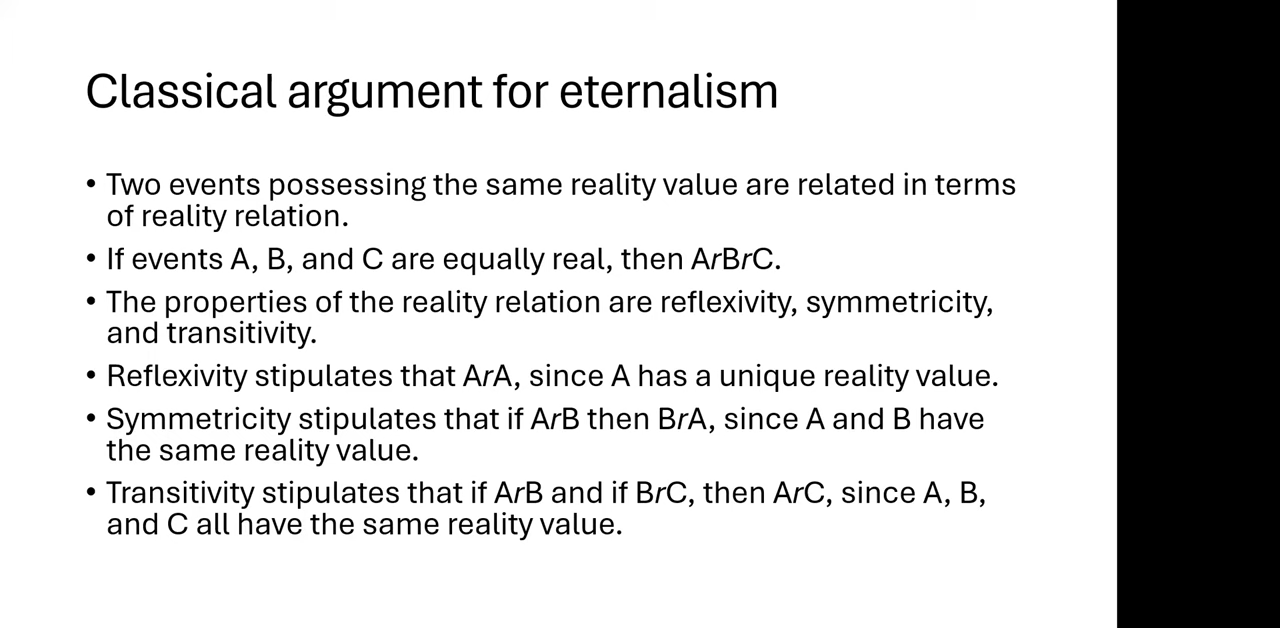 Classical argument for eternalism
• Two events possessing the same reality value are related in terms
of reality relation.
• If events A, B, and C are equally real, then ArBrC.
• The properties of the reality relation are reflexivity, symmetricity,
and transitivity.
• Reflexivity stipulates that ArA, since A has a unique reality value.
• Symmetricity stipulates that if ArB then BrA, since A and B have
the same reality value.
• Transitivity stipulates that if ArB and if BrC, then ArC, since A, B,
and C all have the same reality value.